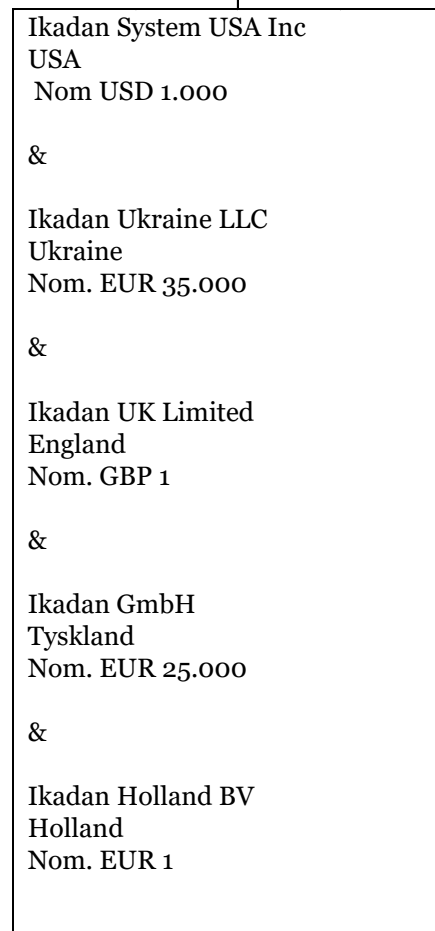 Ikadan System USA Inc
USA
Nom USD 1.000
&
Ikadan Ukraine LLC
Ukraine
Nom. EUR 35.000
&
Ikadan UK Limited
England
Nom. GBP 1
&
Ikadan GmbH
Tyskland
Nom. EUR 25.000
&
Ikadan Holland BV
Holland
Nom. EUR 1